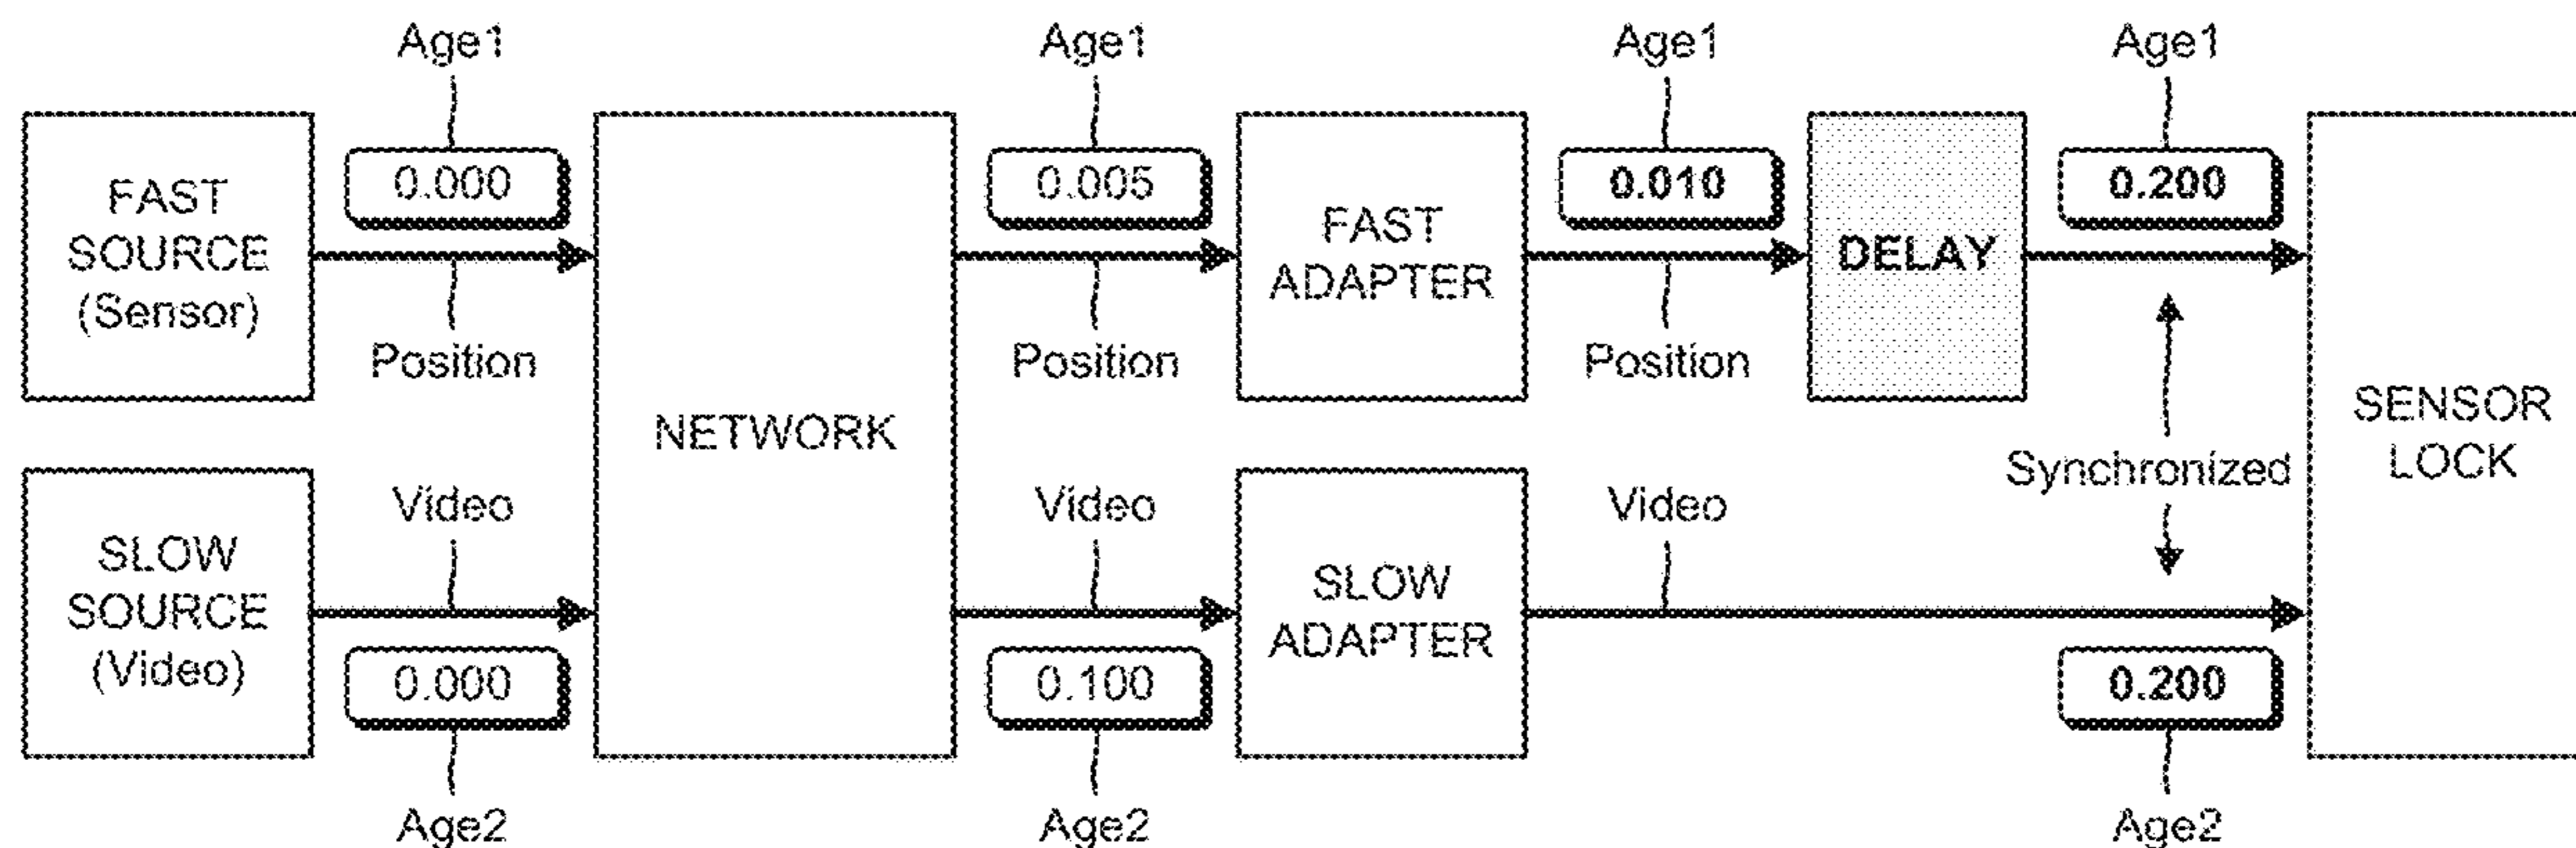 Age1
Age1
Age1
Age1
FAST
SOURCE
(Sensor)
0.000
Position
NETWORK
0.005
Position
FAST
ADAPTER
0.010
Position
DELAY
0.200
Synchronized
SENSOR
LOCK
SLOW
SOURCE
(Video)
Video
0.000
Age2
Video
0.100
Age2
SLOW
ADAPTER
Video
0.200
Age2